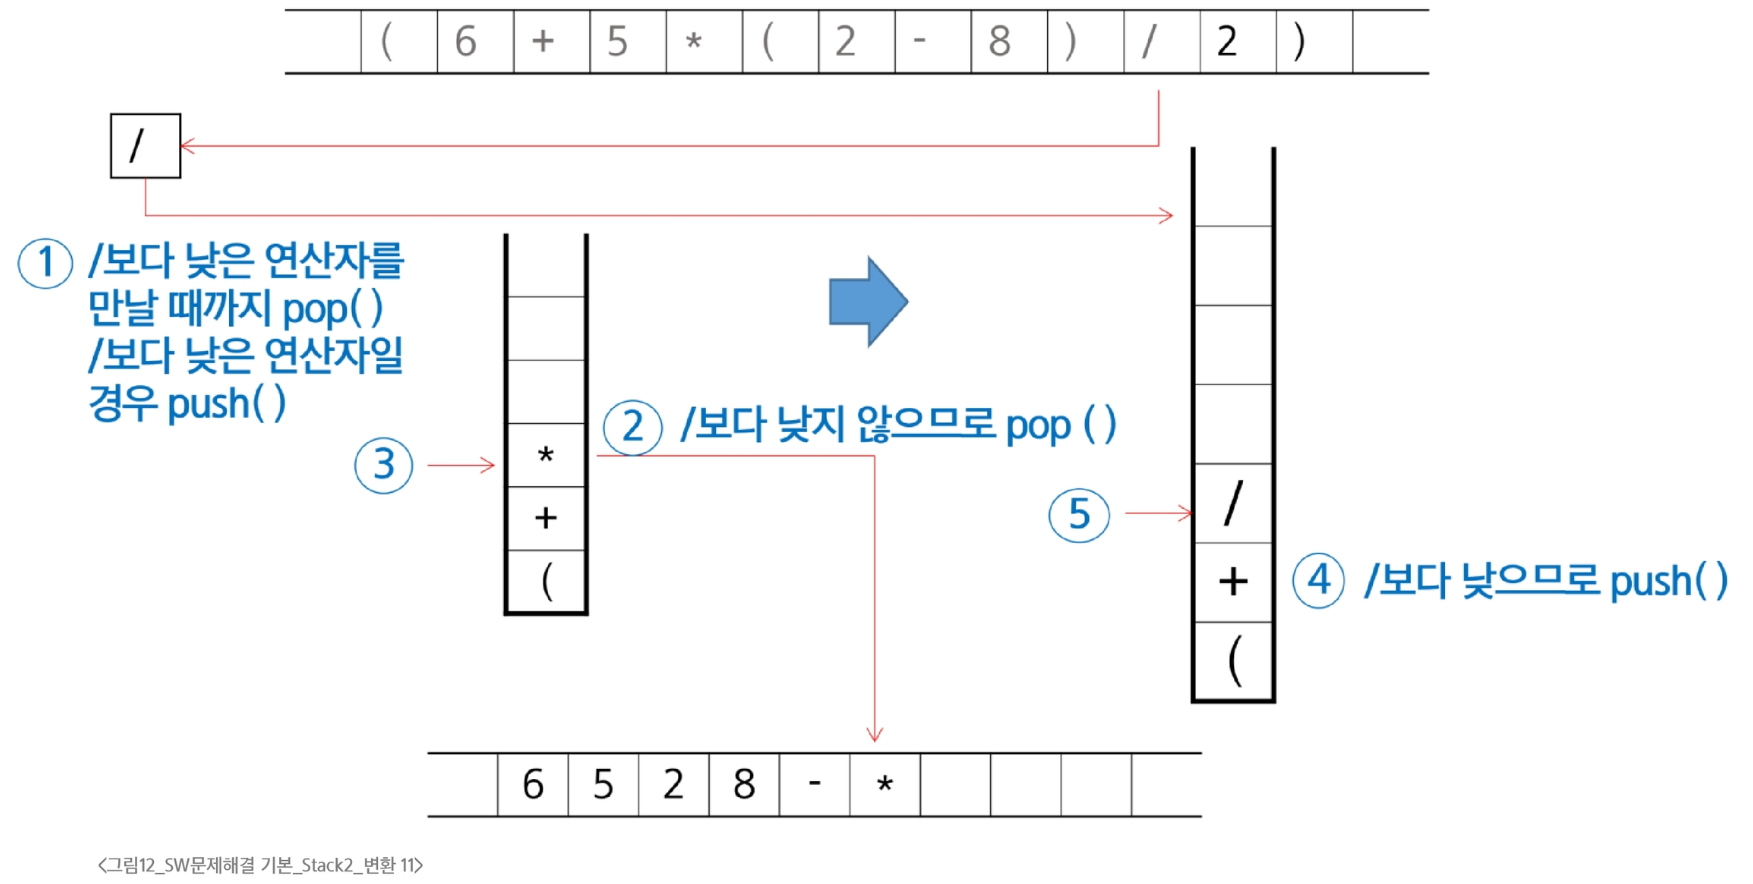 ( 6 + 5 * ( 2 - 8 ) / 2 )
/
1 /보다 낮은 연산자를
만날 때까지 pop( )
/보다 낮은 연산자일
경우 push( )
2 /보다 낮지 않으므로 pop ( )
3
*
+
(
5
/
+
(
4 /보다 낮으므로 push( )
6 5 2 8 - *
<그림12_SW문제해결 기본_Stack2_변환 11>